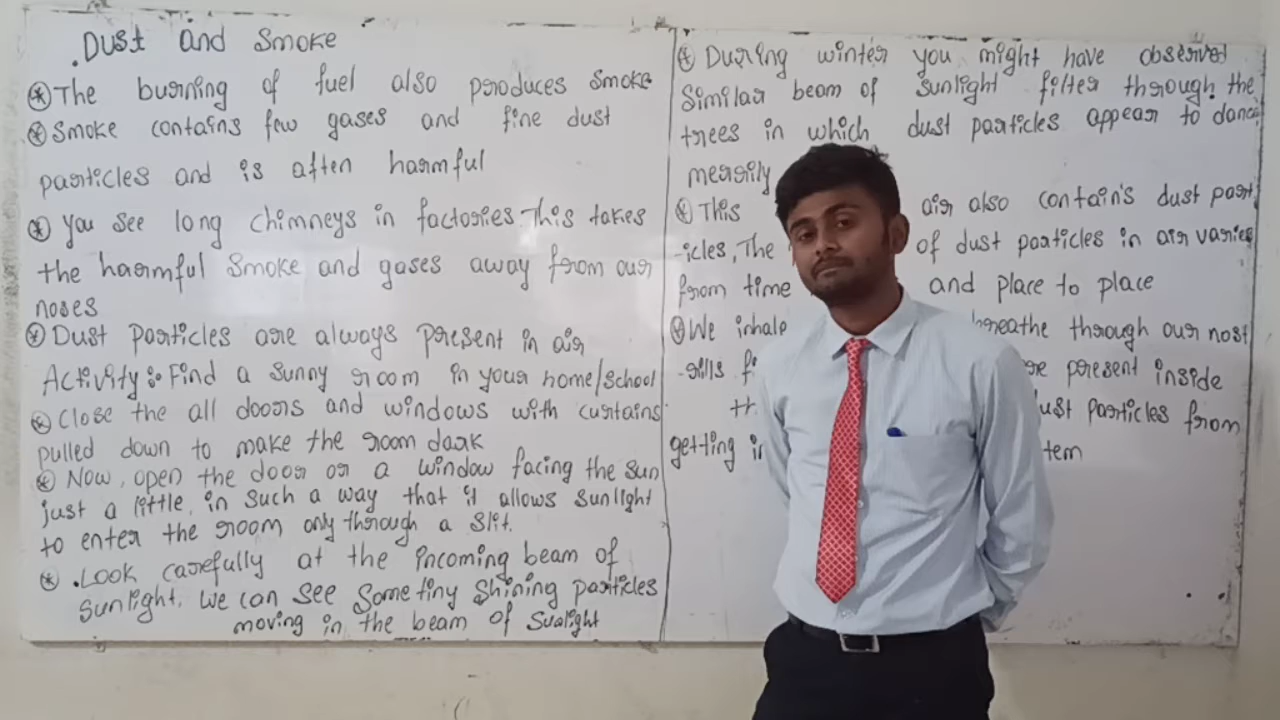 Dust and Smoke
The burning of fuel also produces smoke
Smoke contains few gases and fine dust
particles and is often harmful
you see long chimneys in factories. This takes
the harmful smoke and gases away from our
noses
Dust particles are always present in air
Activity :- Find a sunny room in your home/school
Close the all doors and windows with curtains
pulled down to make the room dark
Now, open the door or a window facing the sun
just a little, in such a way that it allows sunlight
to enter the room only through a slit.
.Look carefully at the incoming beam of
sunlight. We can see some tiny shining particles
moving in the beam of sunlight
During winter you might have observed
similar beam of sunlight filter through the
trees in which dust particles appear to dance
merrily
This air also contain's dust part
-icles, The of dust particles in air varies
from time and place to place
We inhale breathe through our nost
-rills present inside
dust particles from
getting